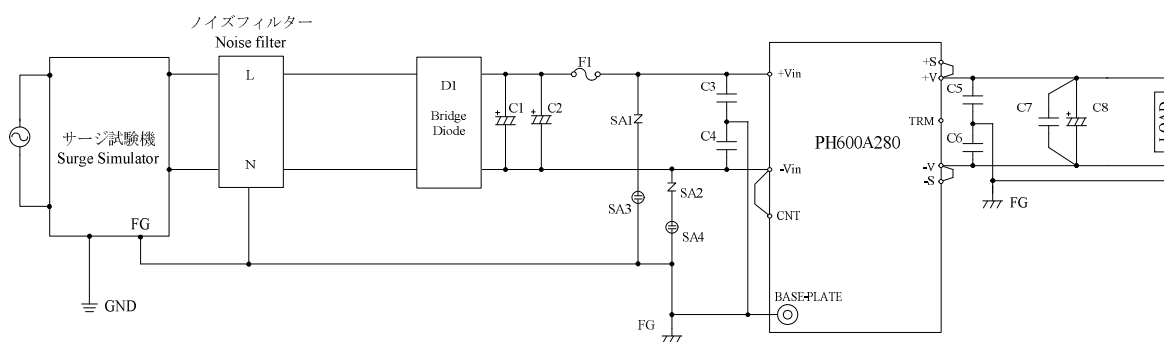 ノイズフィルター
Noise filter
L
N
サージ試験機
Surge Simulator
FG
GND
D1
Bridge
Diode
+
C1
+
C2
F1
SA1
SA3
SA2
SA4
C3
C4
FG
+Vin
-Vin
CNT
BASE-PLATE
PH600A280
+S
+V
TRM
-V
-S
C5
C6
FG
C7
+
C8
LOAD